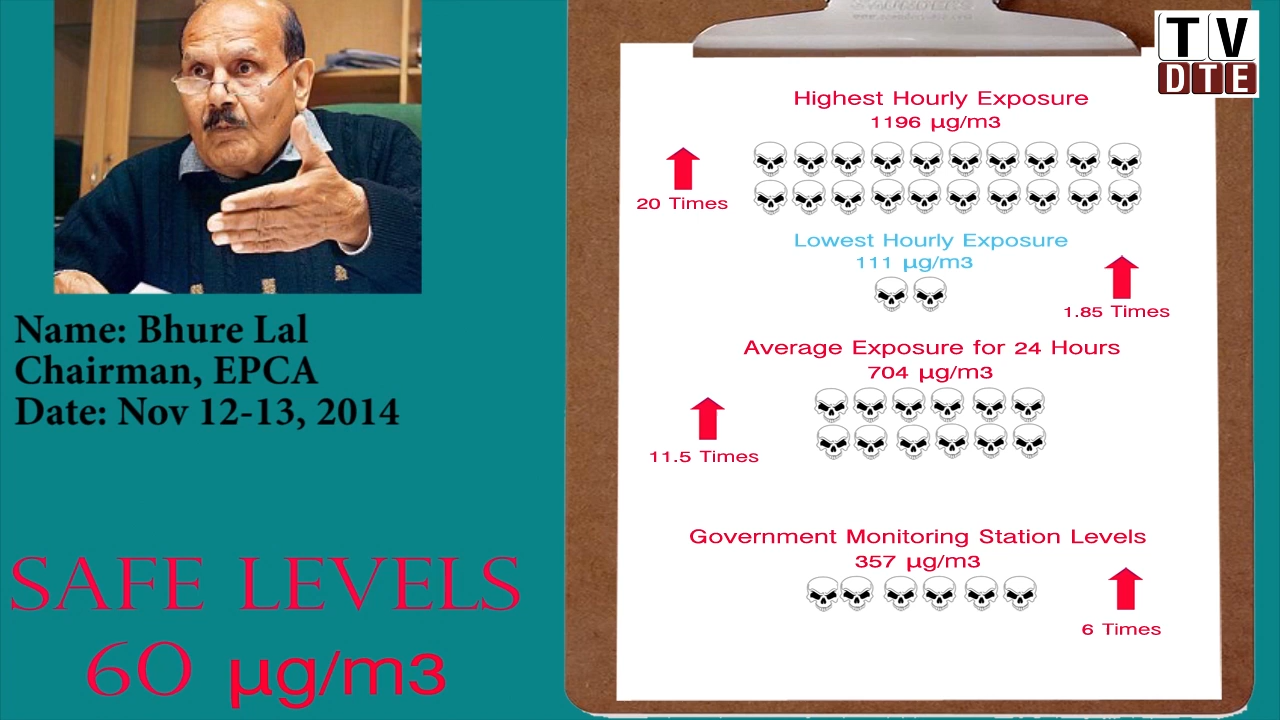 TV
DTE
Name: Bhure Lal
Chairman, EPCA
Date: Nov 12-13, 2014
SAFE LEVELS
60 µg/m3
Highest Hourly Exposure
1196 µg/m3
20 Times
Lowest Hourly Exposure
111 µg/m3
1.85 Times
Average Exposure for 24 Hours
704 µg/m3
11.5 Times
Government Monitoring Station Levels
357 µg/m3
6 Times